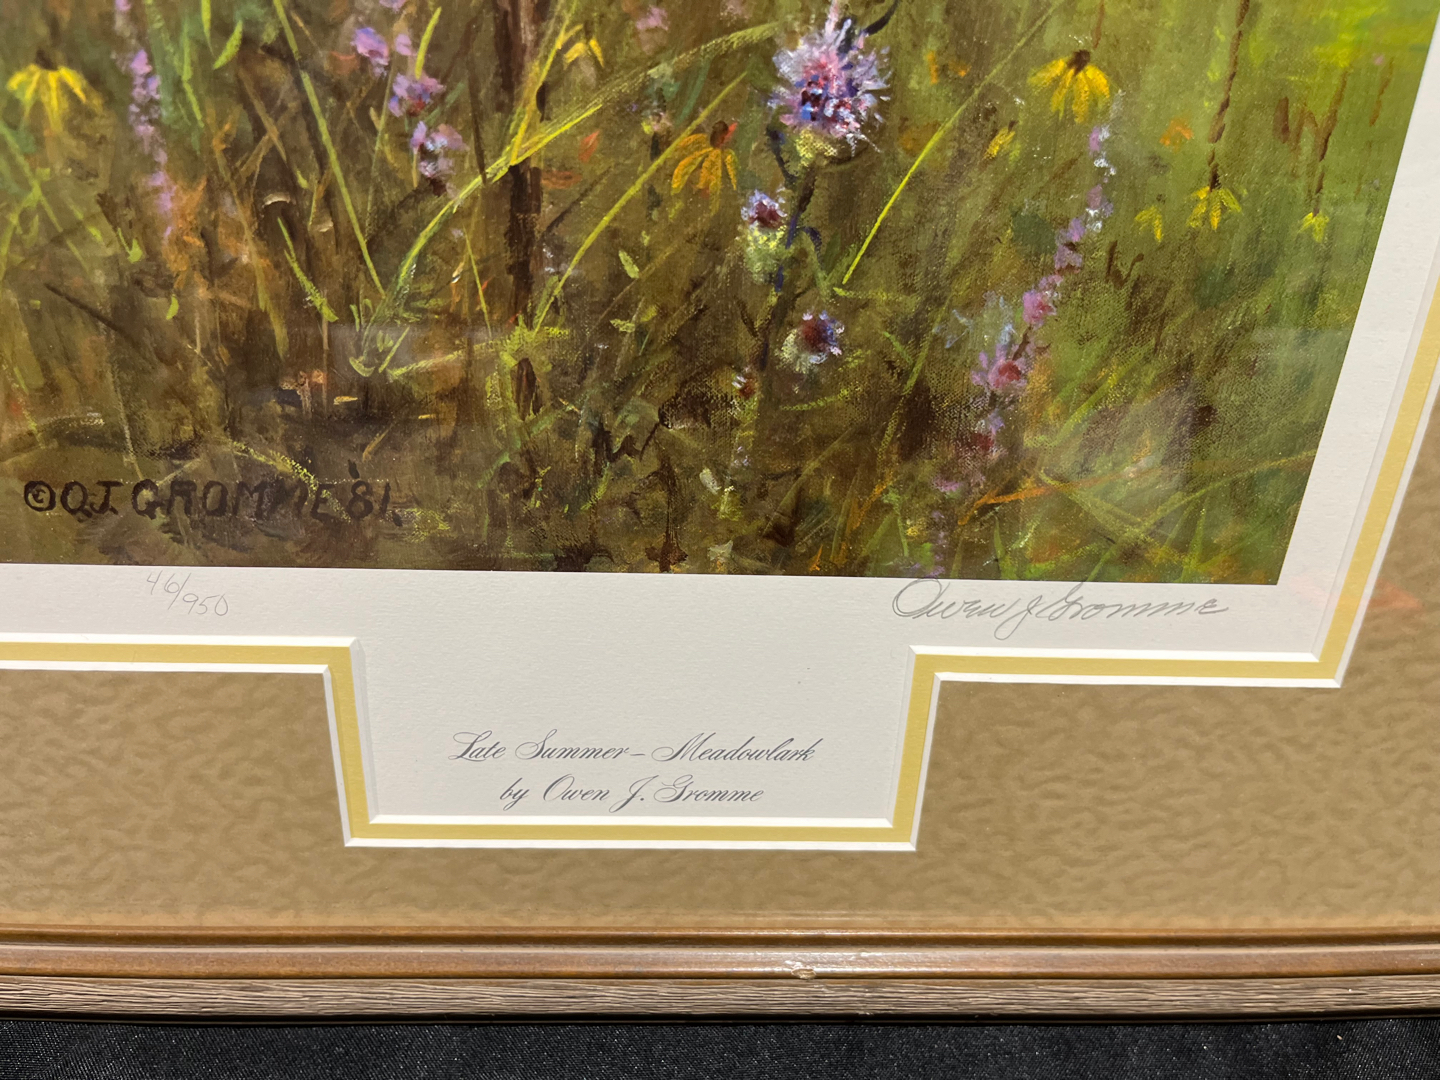 ©O.J. GROMME '81.
46/950
Owen J Gromme
Late Summer – Meadowlark
by Owen J. Gromme